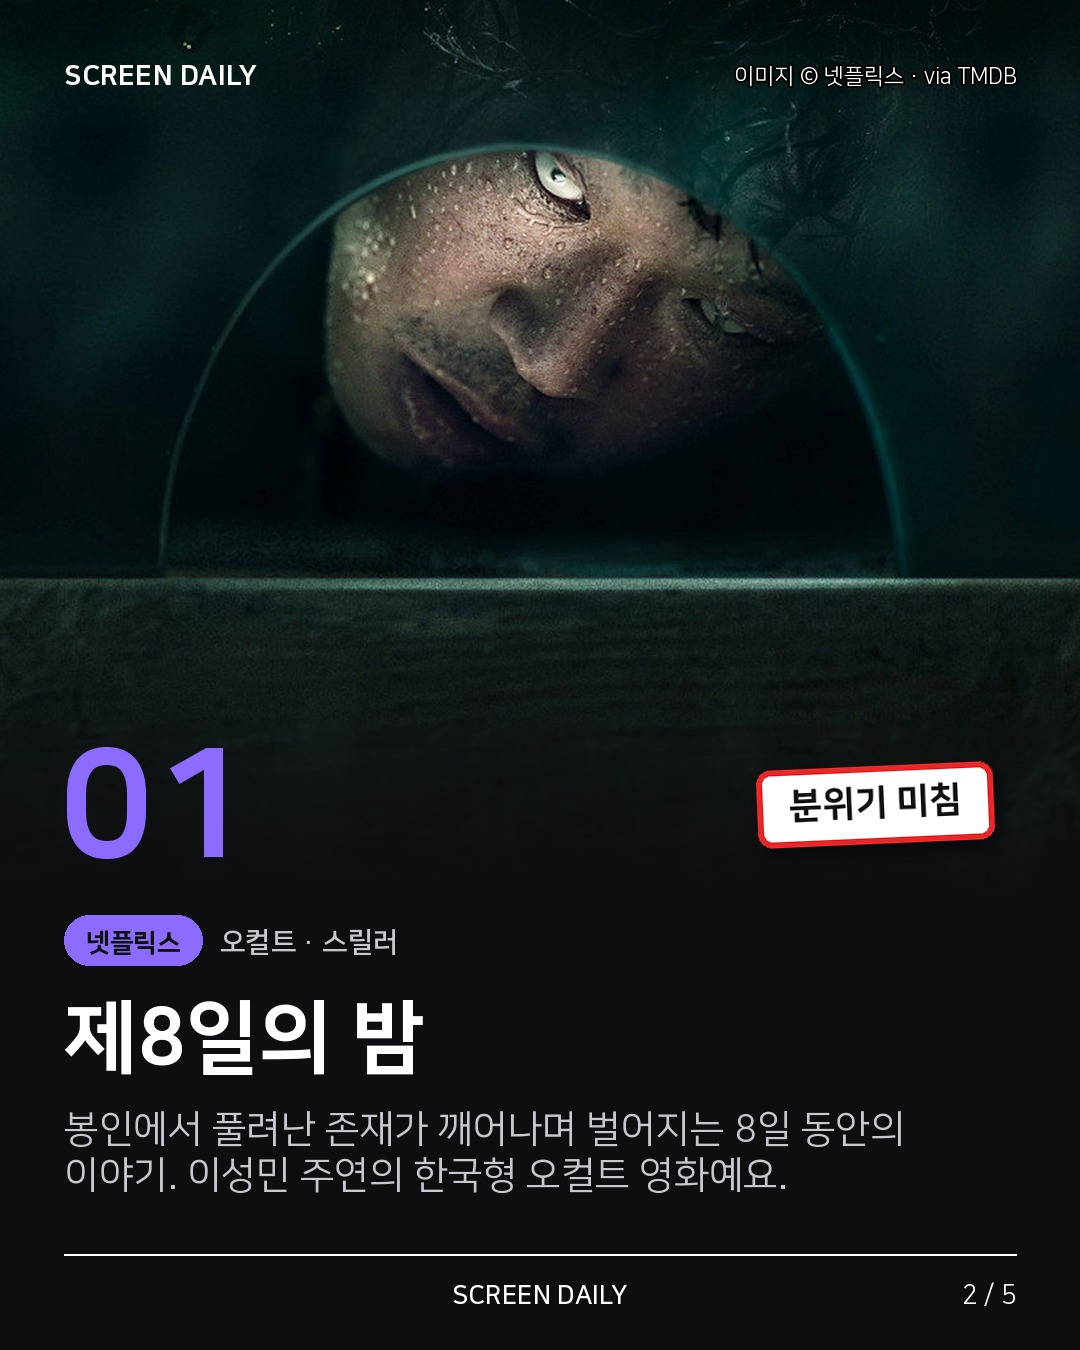 SCREEN DAILY
이미지 © 넷플릭스 · via TMDB
01
분위기 미침
넷플릭스 오컬트 · 스릴러
제8일의 밤
봉인에서 풀려난 존재가 깨어나며 벌어지는 8일 동안의
이야기. 이성민 주연의 한국형 오컬트 영화예요.
SCREEN DAILY
2 / 5